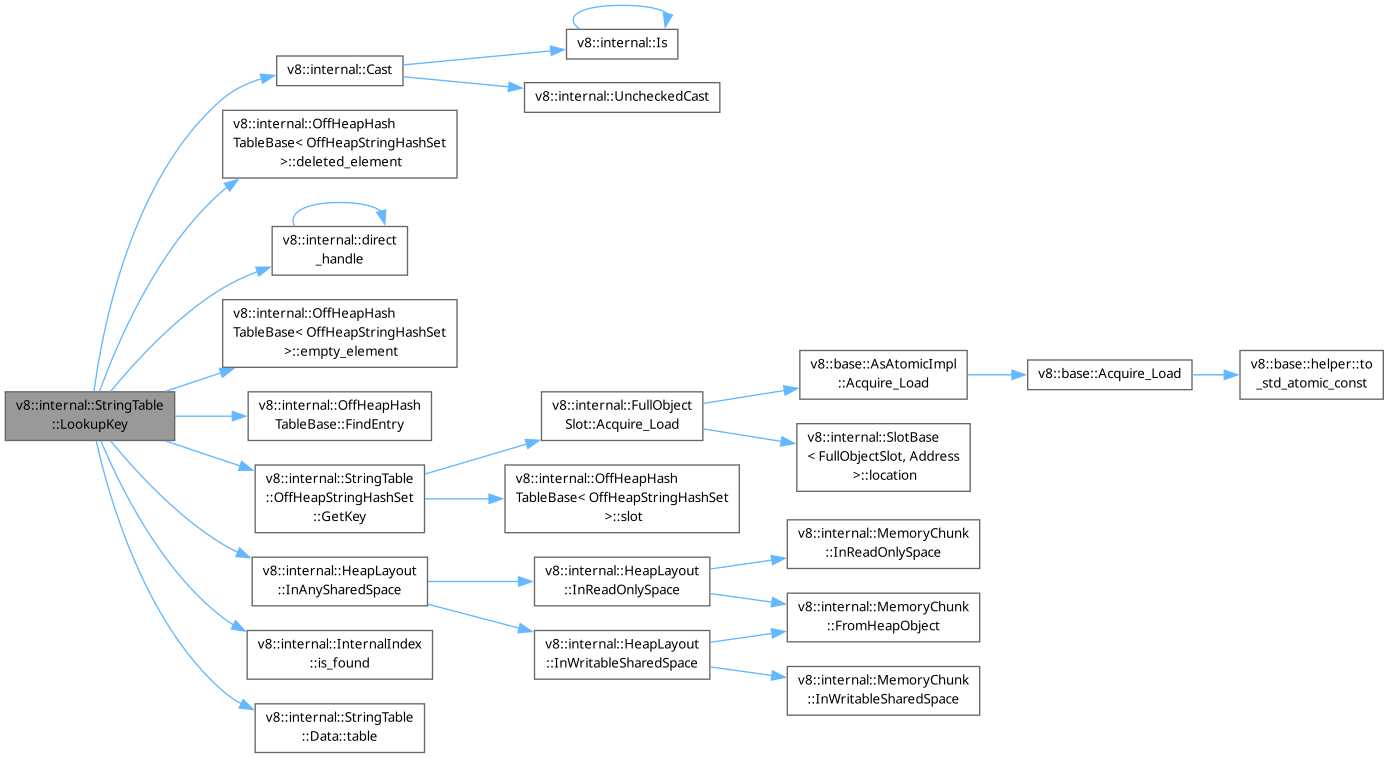 v8::internal::Is
v8::internal::Cast
v8::internal::UncheckedCast
v8::internal::OffHeapHash
TableBase< OffHeapStringHashSet
>::deleted_element
v8::internal::direct
_handle
v8::internal::OffHeapHash
TableBase< OffHeapStringHashSet
>::empty_element
v8::internal::StringTable
::LookupKey
v8::internal::OffHeapHash
TableBase::FindEntry
v8::internal::FullObject
Slot::Acquire_Load
v8::base::AsAtomicImpl
::Acquire_Load
v8::base::Acquire_Load
v8::base::helper::to
_std_atomic_const
v8::internal::SlotBase
< FullObjectSlot, Address
>::location
v8::internal::StringTable
::OffHeapStringHashSet
::GetKey
v8::internal::OffHeapHash
TableBase< OffHeapStringHashSet
>::slot
v8::internal::HeapLayout
::InAnySharedSpace
v8::internal::HeapLayout
::InReadOnlySpace
v8::internal::MemoryChunk
::InReadOnlySpace
v8::internal::MemoryChunk
::FromHeapObject
v8::internal::HeapLayout
::InWritableSharedSpace
v8::internal::MemoryChunk
::InWritableSharedSpace
v8::internal::InternalIndex
::is_found
v8::internal::StringTable
::Data::table